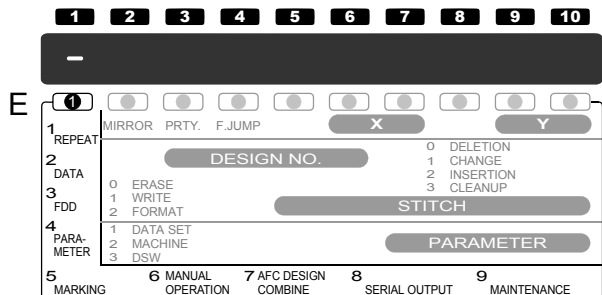 1 2 3 4 5 6 7 8 9 10
-
E 1
MIRROR PRTY. F.JUMP X Y
1 REPEAT
DESIGN NO.
0 DELETION
1 CHANGE
2 INSERTION
3 CLEANUP
2 DATA
3 FDD
0 ERASE
1 WRITE
2 FORMAT
STITCH
4 PARA-
METER
1 DATA SET
2 MACHINE
3 DSW
PARAMETER
5 MARKING
6 MANUAL
OPERATION
7 AFC DESIGN
COMBINE
8 SERIAL OUTPUT
9 MAINTENANCE